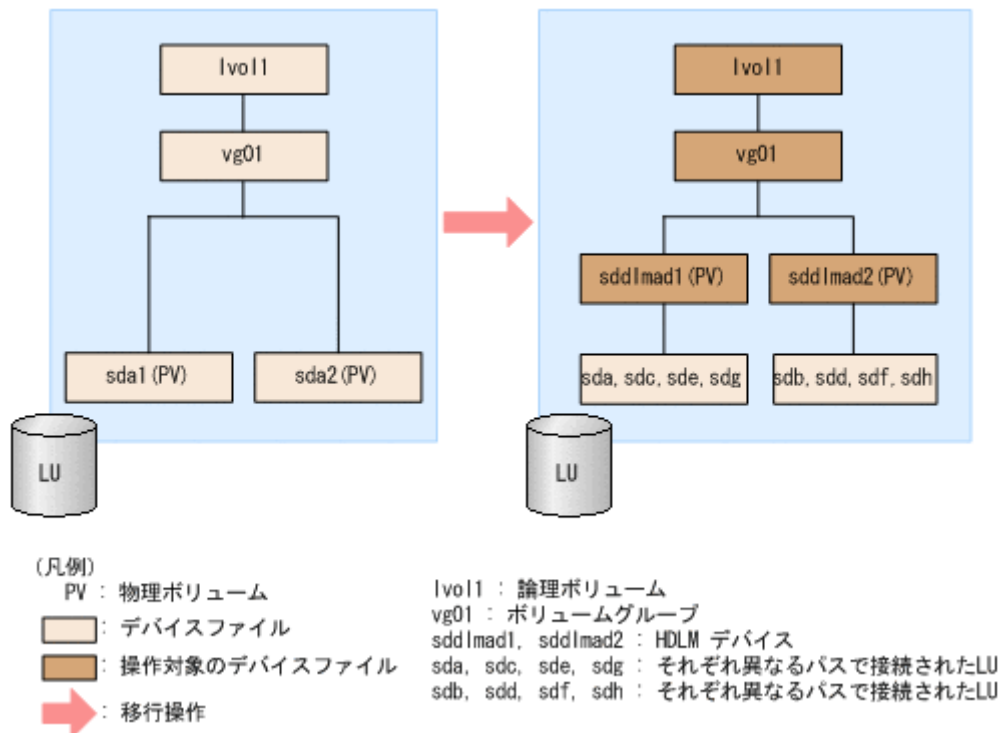 lvol1
vg01
sda1(PV)
sda2(PV)
LU
lvol1
vg01
sddlmad1(PV)
sddlmad2(PV)
sda, sdc, sde, sdg
sdb, sdd, sdf, sdh
LU
(凡例)
PV : 物理ボリューム
: デバイスファイル
: 操作対象のデバイスファイル
: 移行操作
lvol1 : 論理ボリューム
vg01 : ボリュームグループ
sddlmad1, sddlmad2 : HDLM デバイス
sda, sdc, sde, sdg : それぞれ異なるパスで接続されたLU
sdb, sdd, sdf, sdh : それぞれ異なるパスで接続されたLU